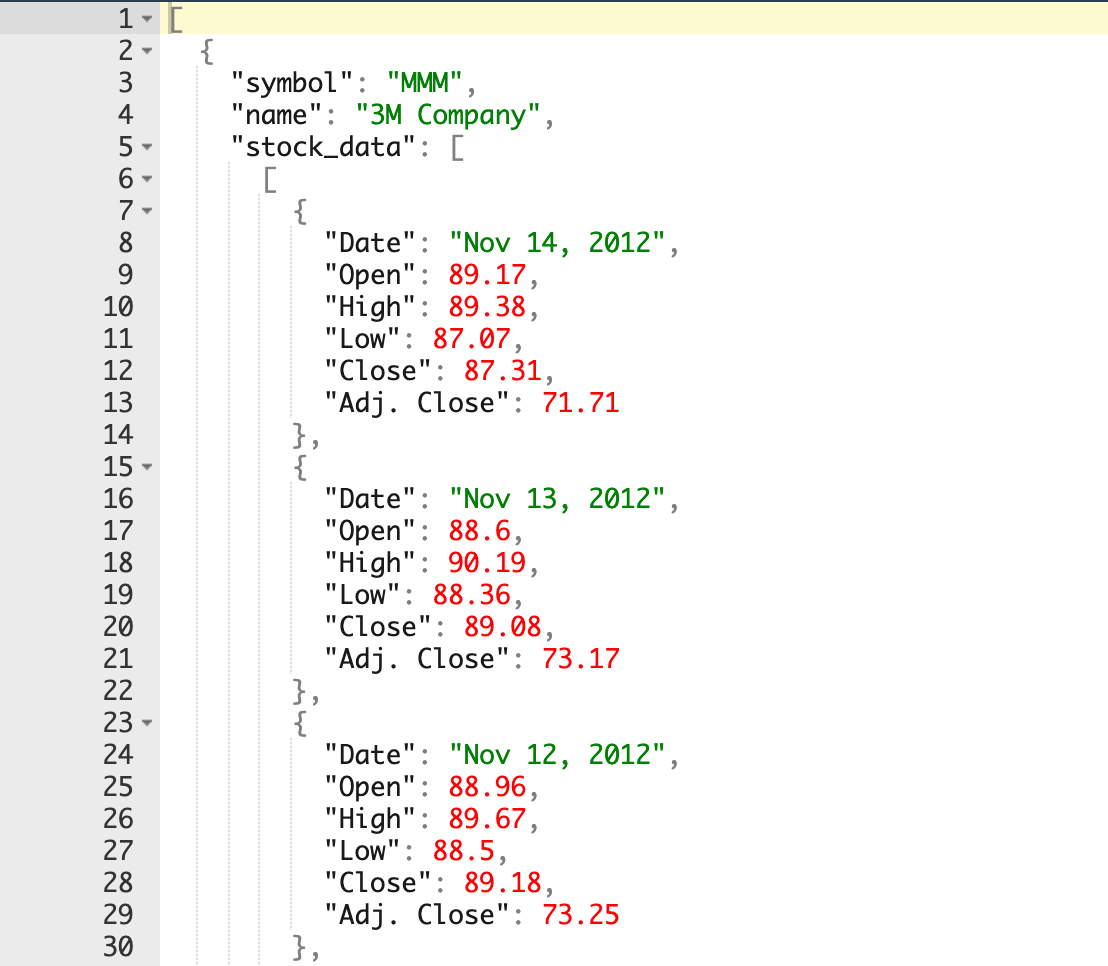 1 [
2 {
3 "symbol": "MMM",
4 "name": "3M Company",
5 "stock_data": [
6 [
7 {
8 "Date": "Nov 14, 2012",
9 "Open": 89.17,
10 "High": 89.38,
11 "Low": 87.07,
12 "Close": 87.31,
13 "Adj. Close": 71.71
14 },
15 {
16 "Date": "Nov 13, 2012",
17 "Open": 88.6,
18 "High": 90.19,
19 "Low": 88.36,
20 "Close": 89.08,
21 "Adj. Close": 73.17
22 },
23 {
24 "Date": "Nov 12, 2012",
25 "Open": 88.96,
26 "High": 89.67,
27 "Low": 88.5,
28 "Close": 89.18,
29 "Adj. Close": 73.25
30 },